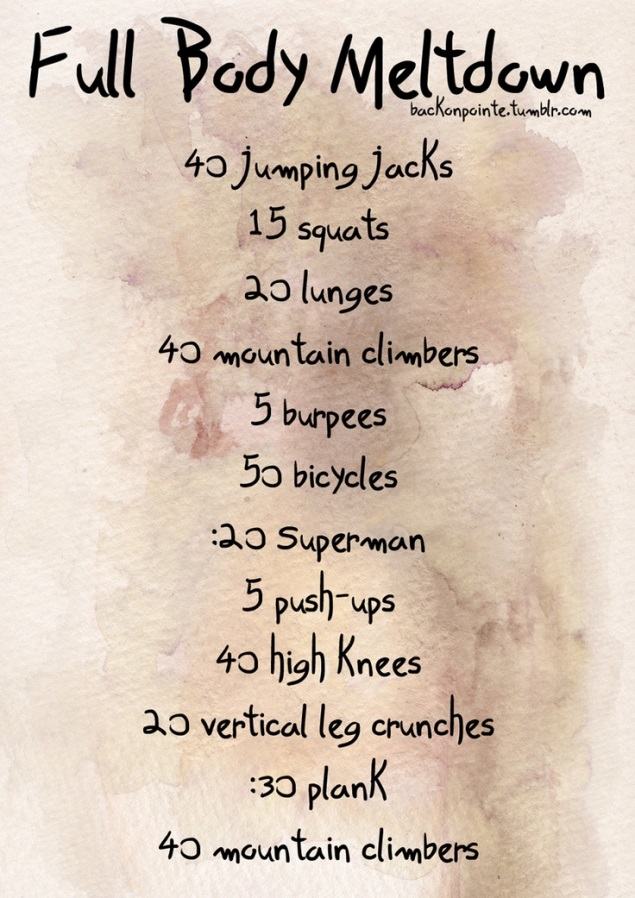 Full Body Meltdown
backonpointe.tumblr.com
40 jumping jacks
15 squats
20 lunges
40 mountain climbers
5 burpees
50 bicycles
:20 superman
5 push-ups
40 high knees
20 vertical leg crunches
:30 plank
40 mountain climbers